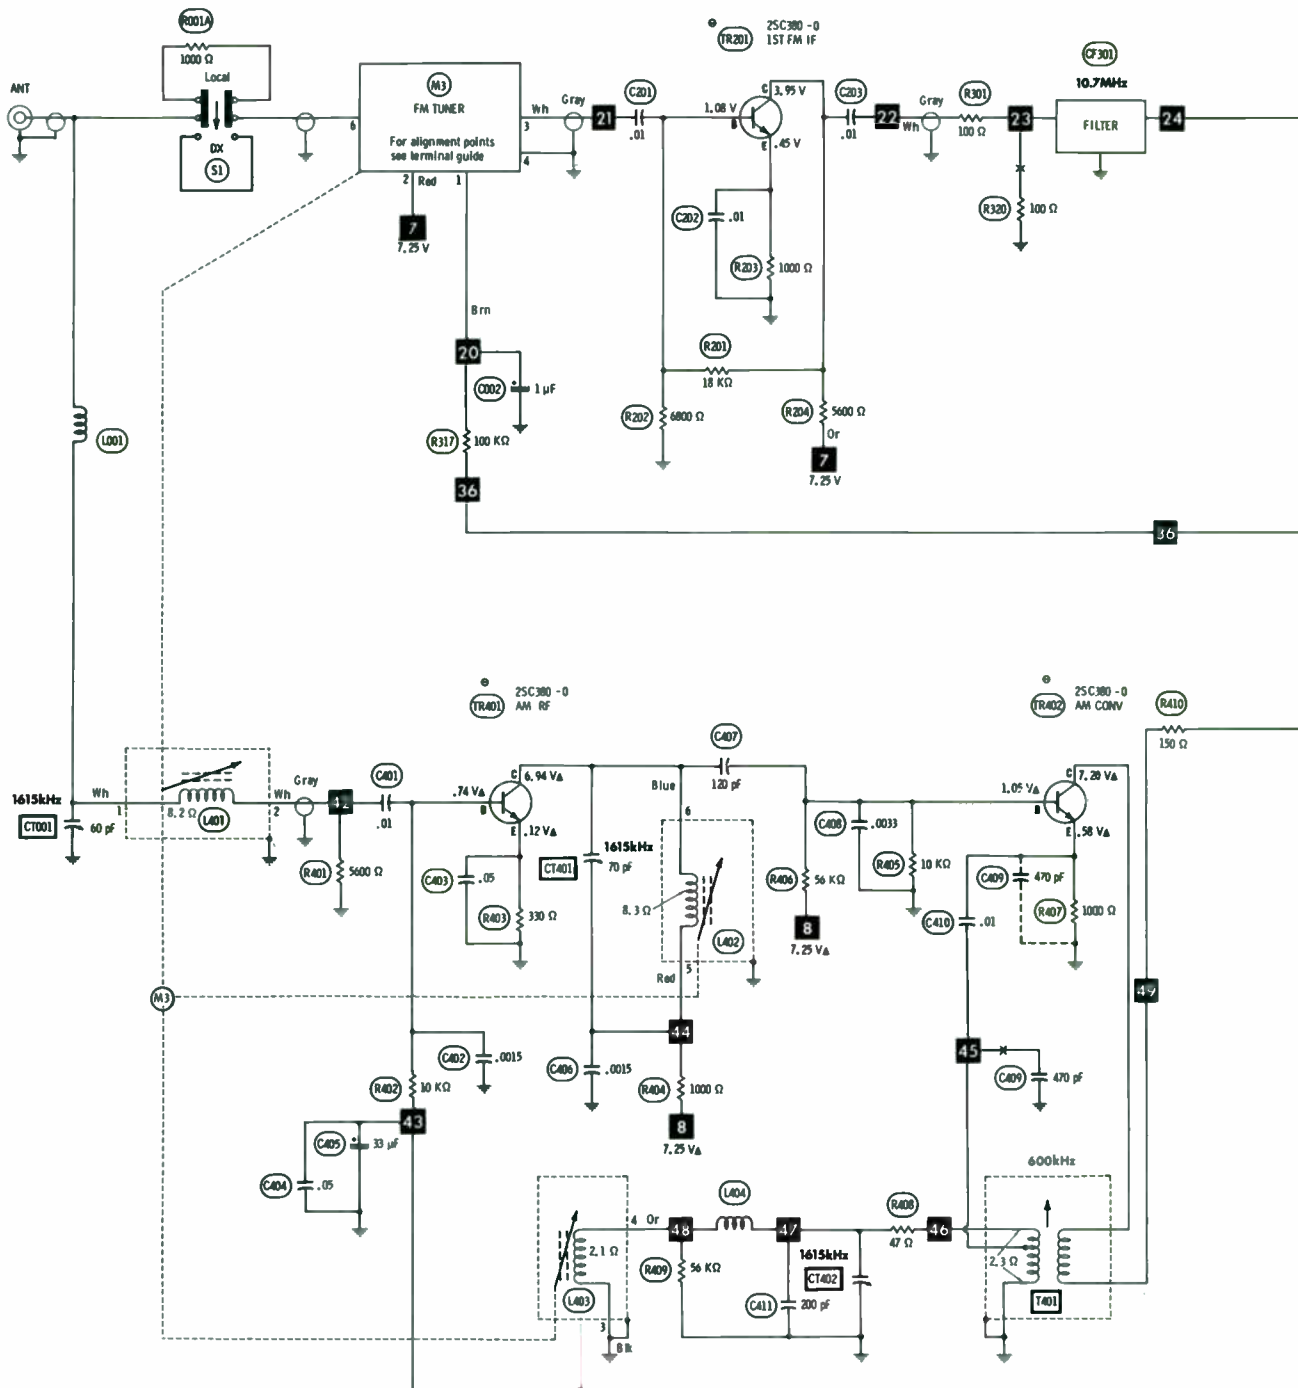 R001A
1000 Ω
Local
DX
S1
ANT
M3
FM TUNER
For alignment points
see terminal guide
6
Wh
3
4
Gray
2 Red
1
7
7.25 V
21
C201
.01
⊖
TR201
2SC380 -0
1ST FM IF
C 3.95 V
1.08 V
B
E .45 V
C203
.01
22
Wh
Gray
R301
100 Ω
23
CF301
10.7MHz
FILTER
24
R320
100 Ω
C202
.01
R203
1000 Ω
Brn
20
C002
+
1 µF
R317
100 KΩ
36
R201
18 KΩ
R202
6800 Ω
R204
5600 Ω
Or
7
7.25 V
L001
36
⊖
TR401
2SC380 -0
AM RF
⊖
TR402
2SC380 -0
AM CONV
R410
150 Ω
1615kHz
CT001
60 pF
Wh
1
8.2 Ω
L401
Wh
2
Gray
42
C401
.01
R401
5600 Ω
.74 V▵
B
C 6.94 V▵
E .12 V▵
C403
.05
R403
330 Ω
CT401
1615kHz
70 pF
Blue
6
8.3 Ω
L402
5
Red
C407
120 pF
R406
56 KΩ
8
7.25 V▵
C408
.0033
R405
10 KΩ
1.05 V▵
B
C 7.20 V▵
E .58 V▵
C409
470 pF
C410
.01
R407
1000 Ω
49
M3
44
C402
.0015
R402
10 KΩ
43
C406
.0015
R404
1000 Ω
8
7.25 V▵
45
C409
470 pF
C405
+
33 µF
C404
.05
600kHz
L404
R408
47 Ω
46
4 Or
48
47
1615kHz
CT402
2.1 Ω
L403
3
Blk
R409
56 KΩ
C411
200 pF
2.3 Ω
T401